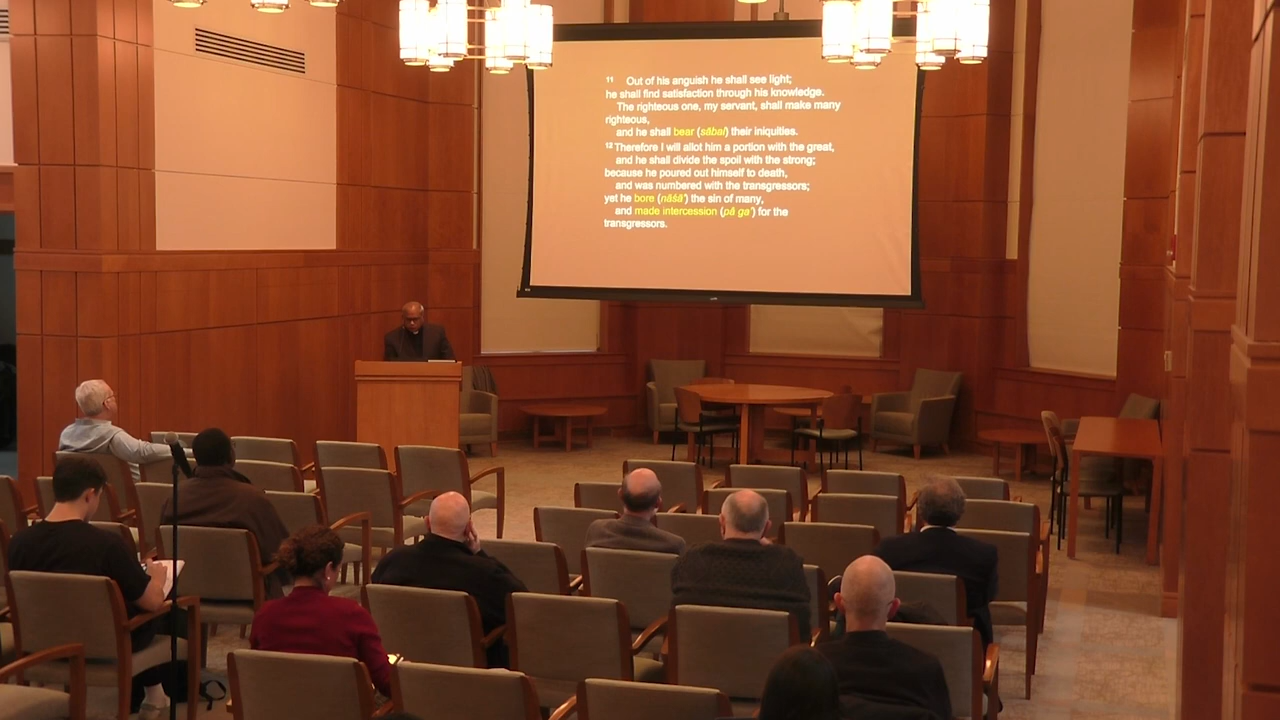 11 Out of his anguish he shall see light;
he shall find satisfaction through his knowledge.
The righteous one, my servant, shall make many
righteous,
and he shall bear (sābal) their iniquities.
12 Therefore I will allot him a portion with the great,
and he shall divide the spoil with the strong;
because he poured out himself to death,
and was numbered with the transgressors;
yet he bore (nāśāʾ) the sin of many,
and made intercession (pā gaʿ) for the
transgressors.